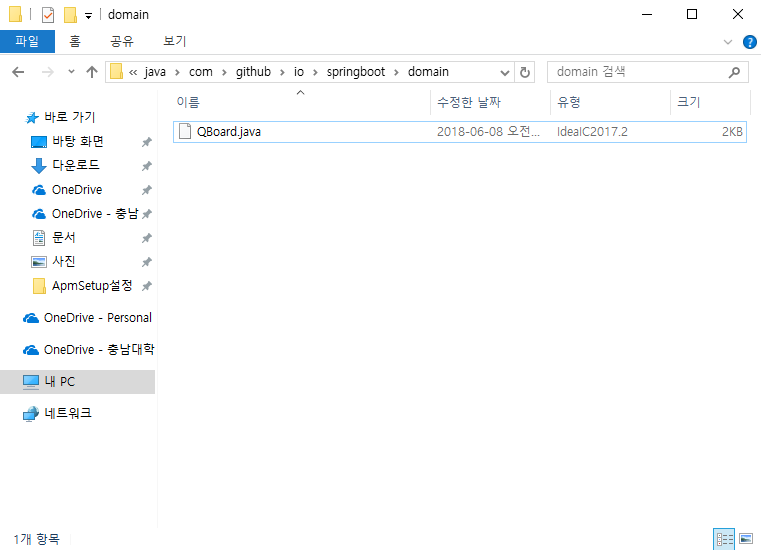 domain
파일 홈 공유 보기
« java > com > github > io > springboot > domain domain 검색
이름 수정한 날짜 유형 크기
QBoard.java 2018-06-08 오전... IdeaIC2017.2 2KB
바로 가기
바탕 화면
다운로드
OneDrive
OneDrive - 충남
문서
사진
ApmSetup설정
OneDrive - Personal
OneDrive - 충남대학
내 PC
네트워크
1개 항목